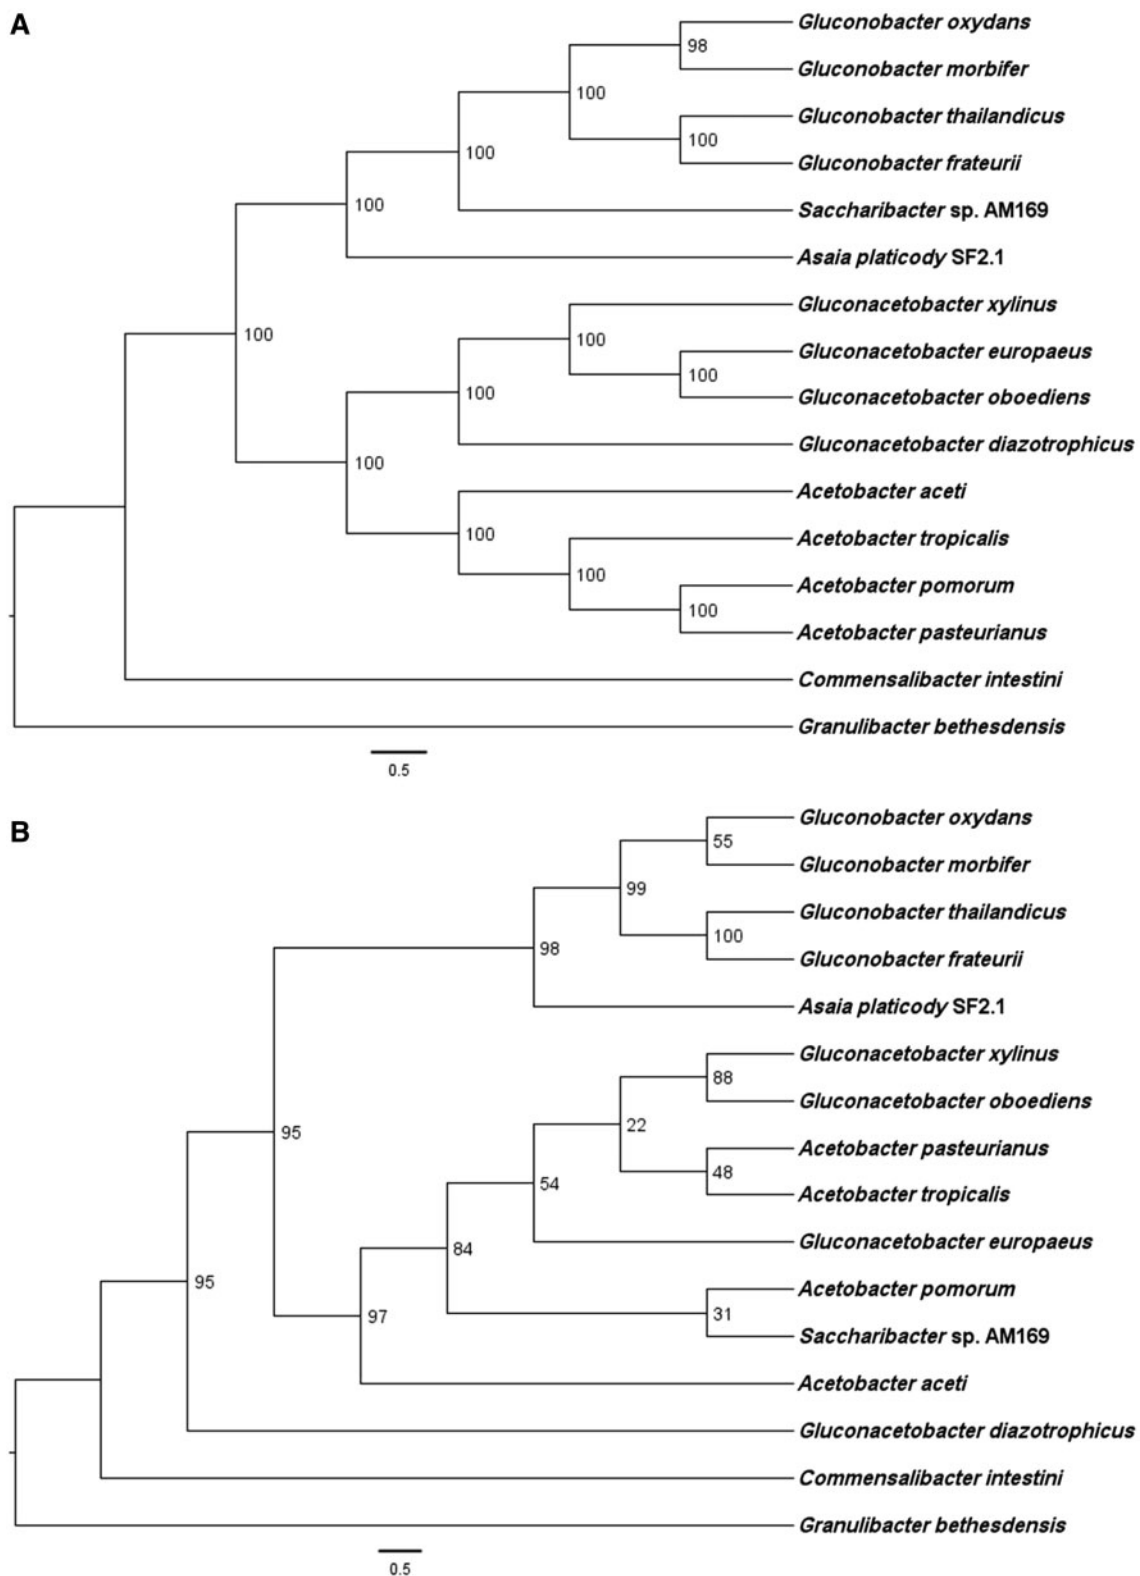 A
Gluconobacter oxydans
98
Gluconobacter morbifer
100
Gluconobacter thailandicus
100
100
Gluconobacter frateurii
100
Saccharibacter sp. AM169
Asaia platicody SF2.1
Gluconacetobacter xylinus
100
100
Gluconacetobacter europaeus
100
100
Gluconacetobacter oboediens
Gluconacetobacter diazotrophicus
100
Acetobacter aceti
100
Acetobacter tropicalis
100
Acetobacter pomorum
100
Acetobacter pasteurianus
Commensalibacter intestini
Granulibacter bethesdensis
0.5
B
Gluconobacter oxydans
55
Gluconobacter morbifer
99
Gluconobacter thailandicus
100
98
Gluconobacter frateurii
Asaia platicody SF2.1
Gluconacetobacter xylinus
88
Gluconacetobacter oboediens
22
95
Acetobacter pasteurianus
48
54
Acetobacter tropicalis
Gluconacetobacter europaeus
84
95
Acetobacter pomorum
31
97
Saccharibacter sp. AM169
Acetobacter aceti
Gluconacetobacter diazotrophicus
Commensalibacter intestini
Granulibacter bethesdensis
0.5